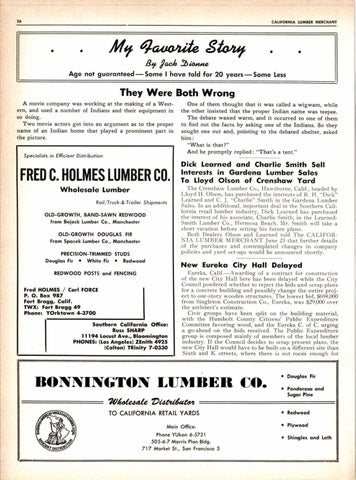 24
CALIFORNIA LUMBER MERCHANT
. . My Favorite Story . .
By Jack Dionne
Age not guaranteed — Some I have told for 20 years — Some Less
They Were Both Wrong
A movie company was working at the making of a West-
ern, and used a number of Indians and their equipment in
so doing.
Two movie actors got into an argument as to the proper
name of an Indian home that played a prominent part in
the picture.
One of them thought that it was called a wigwam, while
the other insisted that the proper Indian name was teepee.
The debate waxed warm, and it occurred to one of them
to find out the facts by asking one of the Indians. So they
sought one out and, pointing to the debated shelter, asked
him:
"What is that?"
And he promptly replied: "That's a tent."
Specialists in Efficient Distribution
FRED C. HOLMES LUMBER CO.
Wholesale Lumber
Rail/Truck-&-Trailer Shipments
OLD-GROWTH, BAND-SAWN REDWOOD
From Bojock Lumber Co., Manchester
OLD-GROWTH DOUGLAS FIR
From Spacek Lumber Co., Manchester
PRECISION-TRIMMED STUDS
Douglas Fir • White Fir • Redwood
REDWOOD POSTS and FENCING
Fred HOLMES / Carl FORCE
P. O. Box 987
Fort Bragg, Calif.
TWX: Fort Bragg 49
Phone: YOrktown 4-3700
Southern California Office:
Russ SHARP
11194 Locust Ave., Bloomington
PHONES: (Los Angeles) ZEnith 4925
(Colton) TRinity 7-0330
Dick Learned and Charlie Smith Sell
Interests in Gardena Lumber Sales
To Lloyd Olson of Crenshaw Yard
The Crenshaw Lumber Co., Hawthorne, Calif., headed by
Lloyd H. Olson, has purchased the interests of R. H. "Dick"
Learned and C. J. "Charlie" Smith in the Gardena Lumber
Sales. In an additional, important deal in the Southern Cali-
fornia retail lumber industry, Dick Learned has purchased
the interest of his associate, Charlie Smith, in the Learned-
Smith Lumber Co., Hermosa Beach. Mr. Smith will take a
short vacation before setting his future plans.
Both Dealers Olson and Learned told The CALIFOR-
NIA LUMBER MERCHANT June 23 that further details
of the purchases and contemplated changes in company
policies and yard set-ups would be announced shortly.
New Eureka City Hall Delayed
Eureka, Calif.—Awarding of a contract for construction
of the new City Hall here has been delayed while the City
Council pondered whether to reject the bids and scrap plans
for a concrete building and possibly change the entire proj-
ect to one-story wooden structures. The lowest bid, $694,000
from Singleton Construction Co., Eureka, was $29,000 over
the architect's estimate.
Civic groups have been split on the building material,
with the Humboldt County Citizens' Public Expenditure
Committee favoring wood, and the Eureka C. of C. urging
a go-ahead on the bids received. The Public Expenditure
group is composed mainly of members of the local lumber
industry. If the Council decides to scrap present plans, the
new City Hall would have to be built on a different site than
Sixth and K streets, where there is not room enough for
BONNINGTON LUMBER CO.
Wholesale Distributor
TO CALIFORNIA RETAIL YARDS
Main Office:
Phone YUkon 6-5721
505-6-7 Morris Plan Bldg.
717 Market St., San Francisco 3
• Douglas Fir
• Ponderosa and
Sugar Pine
• Redwood
• Plywood
• Shingles and Lath